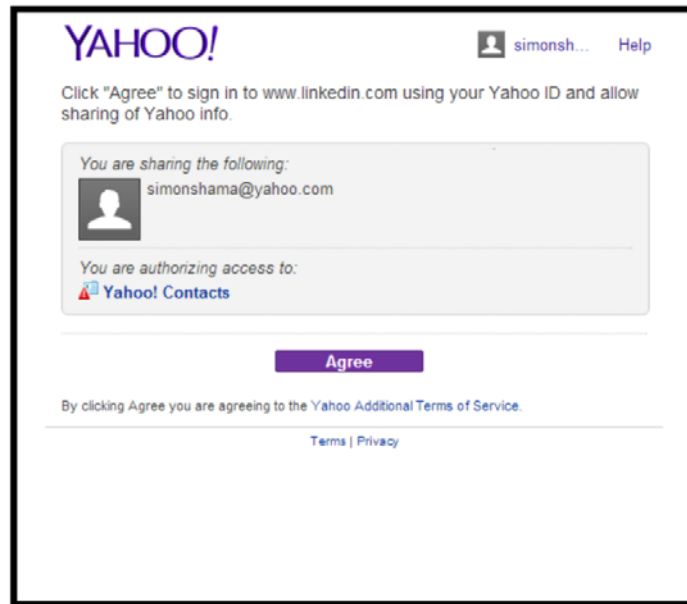 YAHOO!
simonsh... Help
Click "Agree" to sign in to www.linkedin.com using your Yahoo ID and allow
sharing of Yahoo info.
You are sharing the following:
simonshama@yahoo.com
You are authorizing access to:
Yahoo! Contacts
Agree
By clicking Agree you are agreeing to the Yahoo Additional Terms of Service.
Terms | Privacy